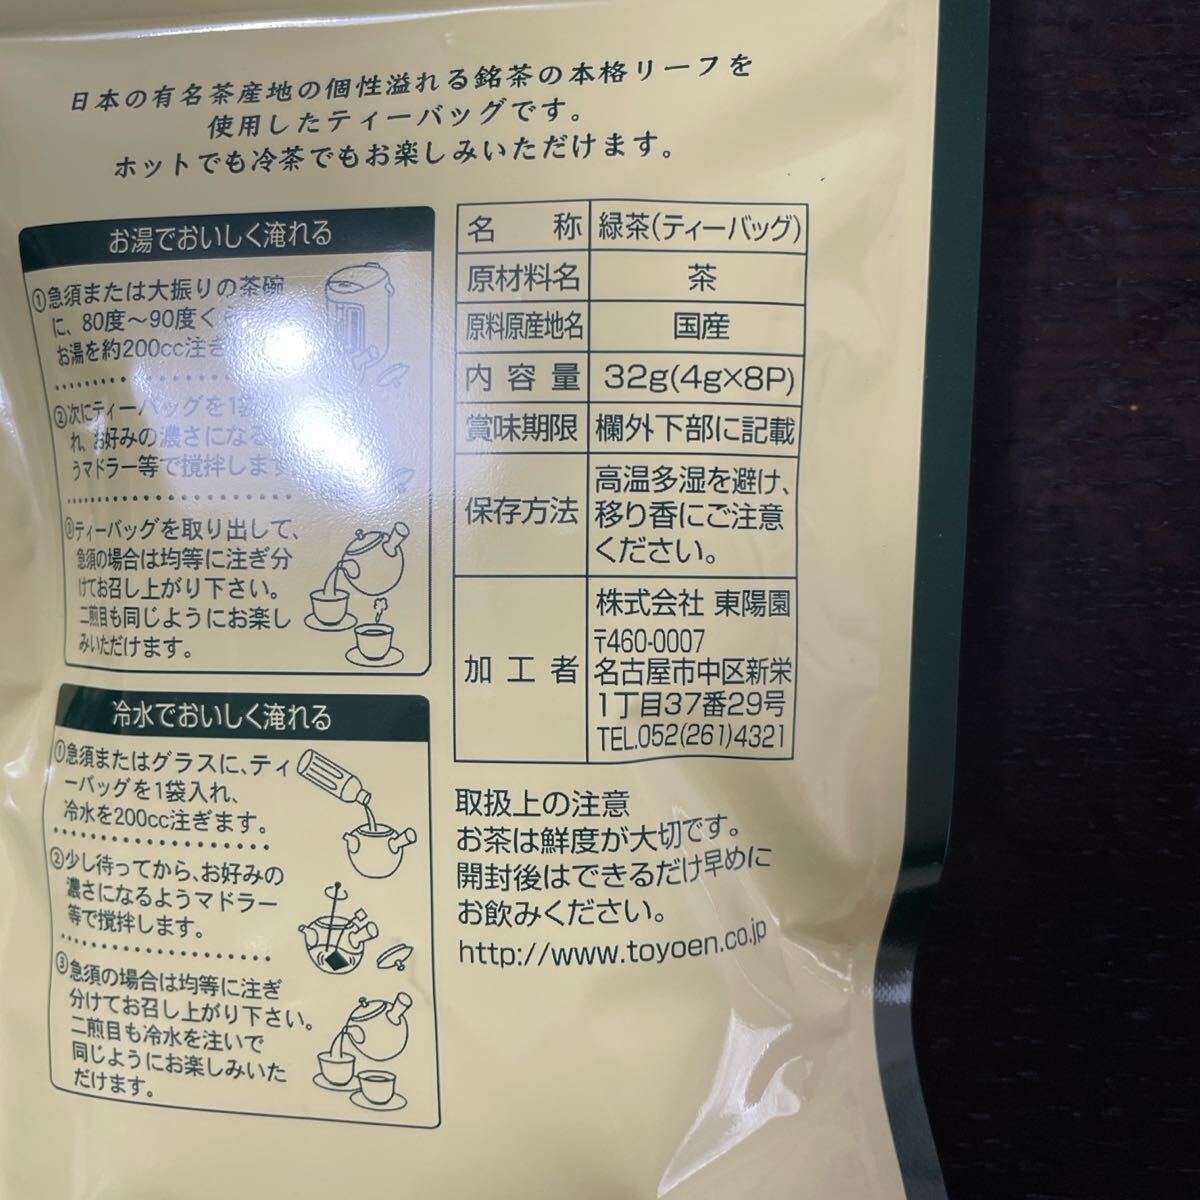 日本の有名茶産地の個性溢れる銘茶の本格リーフを
使用したティーバッグです。
ホットでも冷茶でもお楽しみいただけます。
お湯でおいしく淹れる
①急須または大振りの茶碗
に、80度〜90度くら
お湯を約200cc注ぎ
②次にティーバッグを1袋
れ、お好みの濃さになる
うマドラー等で撹拌します
③ティーバッグを取り出して、
急須の場合は均等に注ぎ分
けてお召し上がり下さい。
二煎目も同じようにお楽し
みいただけます。
冷水でおいしく淹れる
①急須またはグラスに、ティ
ーバッグを1袋入れ、
冷水を200cc注ぎます。
②少し待ってから、お好みの
濃さになるようマドラー
等で撹拌します。
③急須の場合は均等に注ぎ
分けてお召し上がり下さい。
二煎目も冷水を注いで
同じようにお楽しみいた
だけます。
名称 緑茶(ティーバッグ)
原材料名 茶
原料原産地名 国産
内容量 32g(4g×8P)
賞味期限 欄外下部に記載
保存方法 高温多湿を避け、
移り香にご注意
ください。
加工者 株式会社 東陽園
〒460-0007
名古屋市中区新栄
1丁目37番29号
TEL.052(261)4321
取扱上の注意
お茶は鮮度が大切です。
開封後はできるだけ早めに
お飲みください。
http://www.toyoen.co.jp